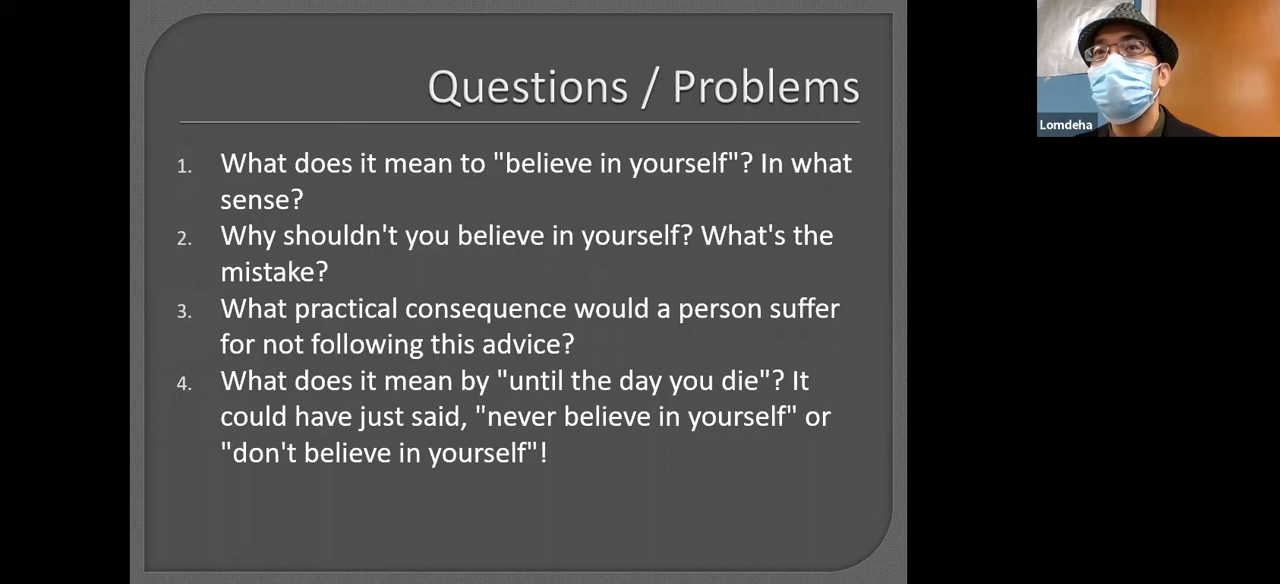 Questions / Problems
1. What does it mean to "believe in yourself"? In what
sense?
2. Why shouldn't you believe in yourself? What's the
mistake?
3. What practical consequence would a person suffer
for not following this advice?
4. What does it mean by "until the day you die"? It
could have just said, "never believe in yourself" or
"don't believe in yourself"!
Lomdeha